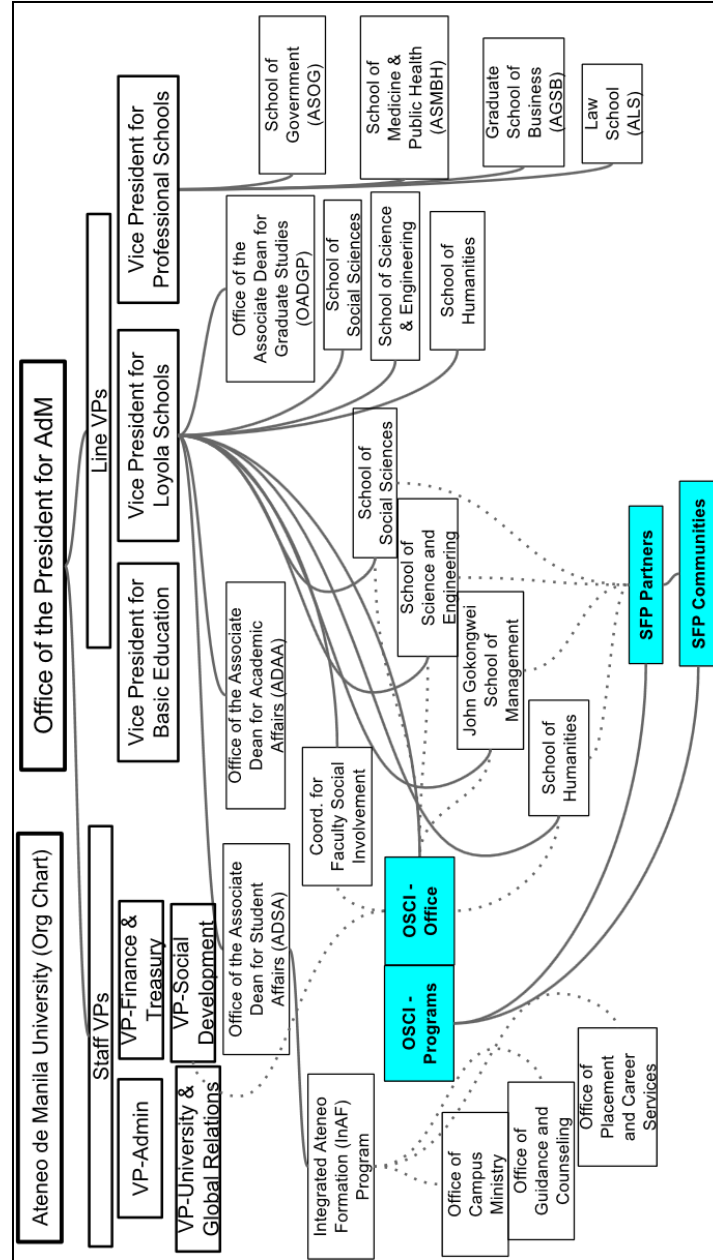 Ateneo de Manila University (Org Chart)
Office of the President for AdM
Staff VPs
Line VPs
VP-Admin
VP-Finance &
Treasury
VP-University &
Global Relations
VP-Social
Development
Vice President for
Basic Education
Vice President for
Loyola Schools
Vice President for
Professional Schools
Office of the Associate
Dean for Student
Affairs (ADSA)
Office of the Associate
Dean for Academic
Affairs (ADAA)
Office of the
Associate Dean for
Graduate Studies
(OADGP)
School of
Government
(ASOG)
Integrated Ateneo
Formation (InAF)
Program
Coord. for
Faculty Social
Involvement
School of
Social Sciences
School of
Social Sciences
School of
Medicine &
Public Health
(ASMBH)
School of
Science and
Engineering
School of Science
& Engineering
OSCI -
Programs
OSCI -
Office
John Gokongwei
School of
Management
School of
Humanities
Graduate
School of
Business
(AGSB)
Office of
Campus
Ministry
Office of
Guidance and
Counseling
School of
Humanities
Law
School
(ALS)
Office of
Placement
and Career
Services
SFP Partners
SFP Communities